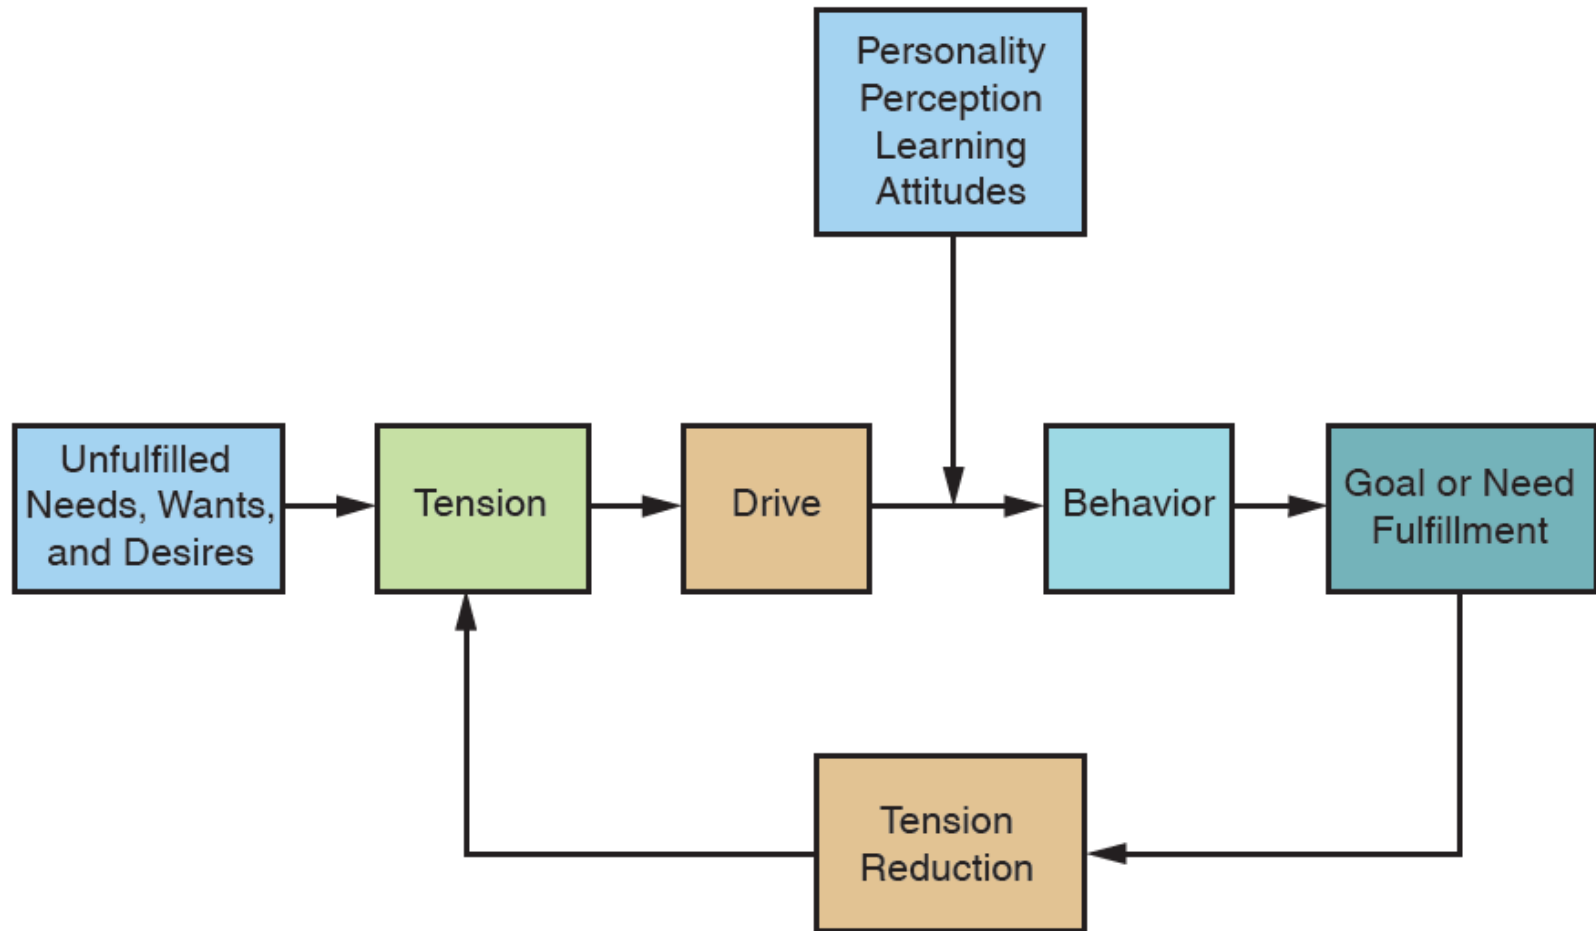 Personality
Perception
Learning
Attitudes
Unfulfilled
Needs, Wants,
and Desires
Tension
Drive
Behavior
Goal or Need
Fulfillment
Tension
Reduction